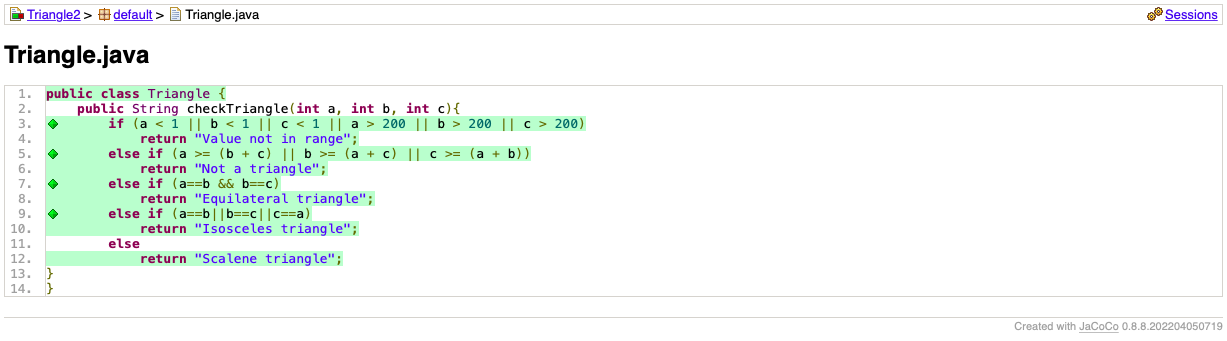 Triangle2 > default > Triangle.java Sessions
Triangle.java
1. public class Triangle {
2.     public String checkTriangle(int a, int b, int c){
3.         if (a < 1 || b < 1 || c < 1 || a > 200 || b > 200 || c > 200)
4.             return "Value not in range";
5.         else if (a >= (b + c) || b >= (a + c) || c >= (a + b))
6.             return "Not a triangle";
7.         else if (a==b && b==c)
8.             return "Equilateral triangle";
9.         else if (a==b||b==c||c==a)
10.             return "Isosceles triangle";
11.         else
12.             return "Scalene triangle";
13. }
14. }
Created with JaCoCo 0.8.8.202204050719